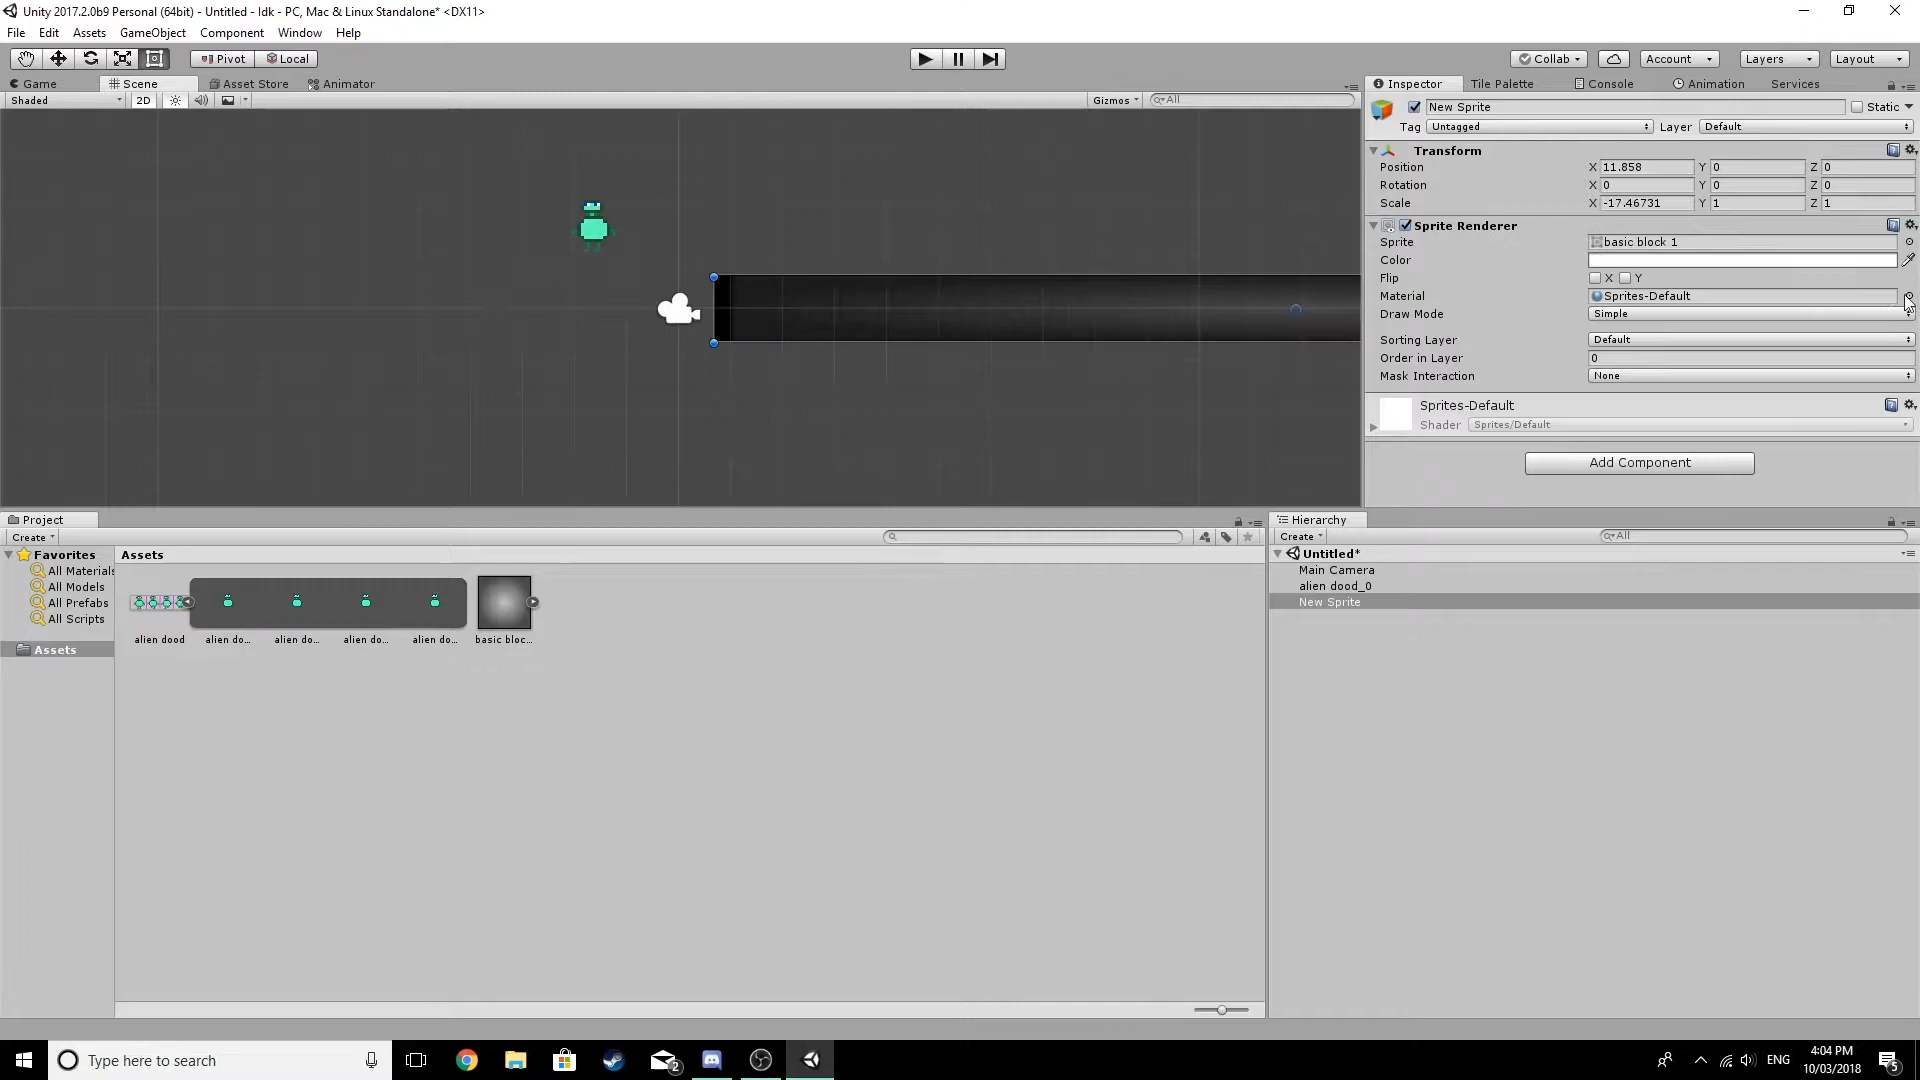 Unity 2017.2.0b9 Personal (64bit) - Untitled - Idk - PC, Mac & Linux Standalone* <DX11>
File Edit Assets GameObject Component Window Help
Pivot Local Collab Account Layers Layout
Game Scene Asset Store Animator
Shaded 2D Gizmos All
Inspector Tile Palette Console Animation Services
New Sprite Static
Tag Untagged Layer Default
Transform
Position X 11.858 Y 0 Z 0
Rotation X 0 Y 0 Z 0
Scale X -17.46731 Y 1 Z 1
Sprite Renderer
Sprite basic block 1
Color
Flip X Y
Material Sprites-Default
Draw Mode Simple
Sorting Layer Default
Order in Layer 0
Mask Interaction None
Sprites-Default
Shader Sprites/Default
Add Component
Project
Create
Favorites
All Materials
All Models
All Prefabs
All Scripts
Assets
Assets
alien dood alien do... alien do... alien do... alien do... basic bloc...
Hierarchy
Create All
Untitled*
Main Camera
alien dood_0
New Sprite
Type here to search
2
ENG
4:04 PM
10/03/2018
5